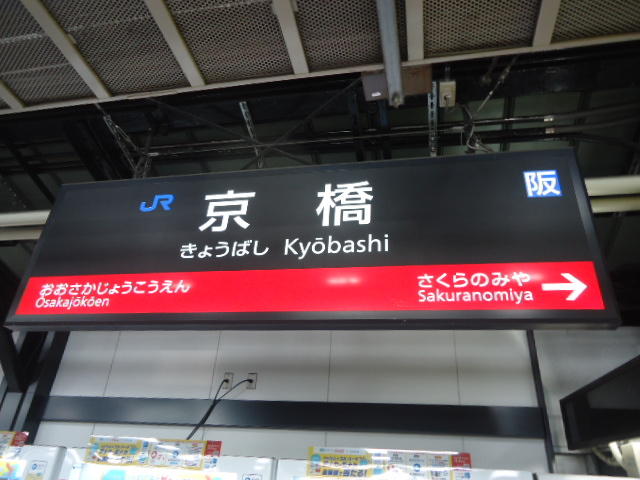 JR 京橋 阪
きょうばし Kyōbashi
おおさかじょうこうえん さくらのみや
Ōsakajōkōen Sakuranomiya